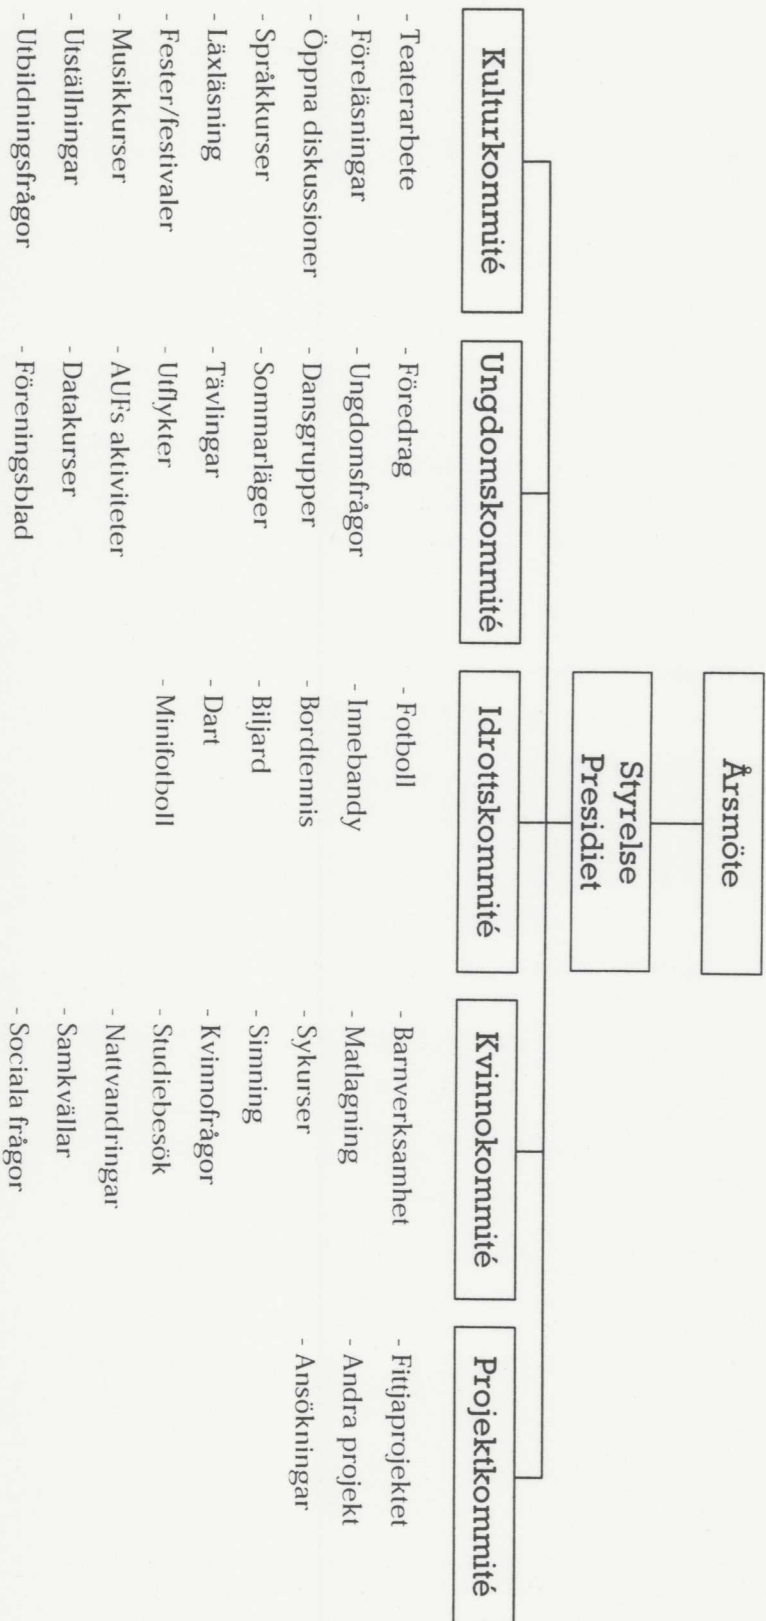 Årsmöte
Styrelse
Presidiet
Kulturkommité
- Teaterarbete
- Föreläsningar
- Öppna diskussioner
- Språkkurser
- Läxläsning
- Fester/festivaler
- Musikkurser
- Utställningar
- Utbildningsfrågor
Ungdomskommité
- Föredrag
- Ungdomsfrågor
- Dansgrupper
- Sommarläger
- Tävlingar
- Utflykter
- AUFs aktiviteter
- Datakurser
- Föreningsblad
Idrottskommité
- Fotboll
- Innebandy
- Bordtennis
- Biljard
- Dart
- Minifotboll
Kvinnokommité
- Barnverksamhet
- Matlagning
- Sykurser
- Simning
- Kvinnofrågor
- Studiebesök
- Nattvandringar
- Samkvällar
- Sociala frågor
Projektkommité
- Fittjaprojektet
- Andra projekt
- Ansökningar